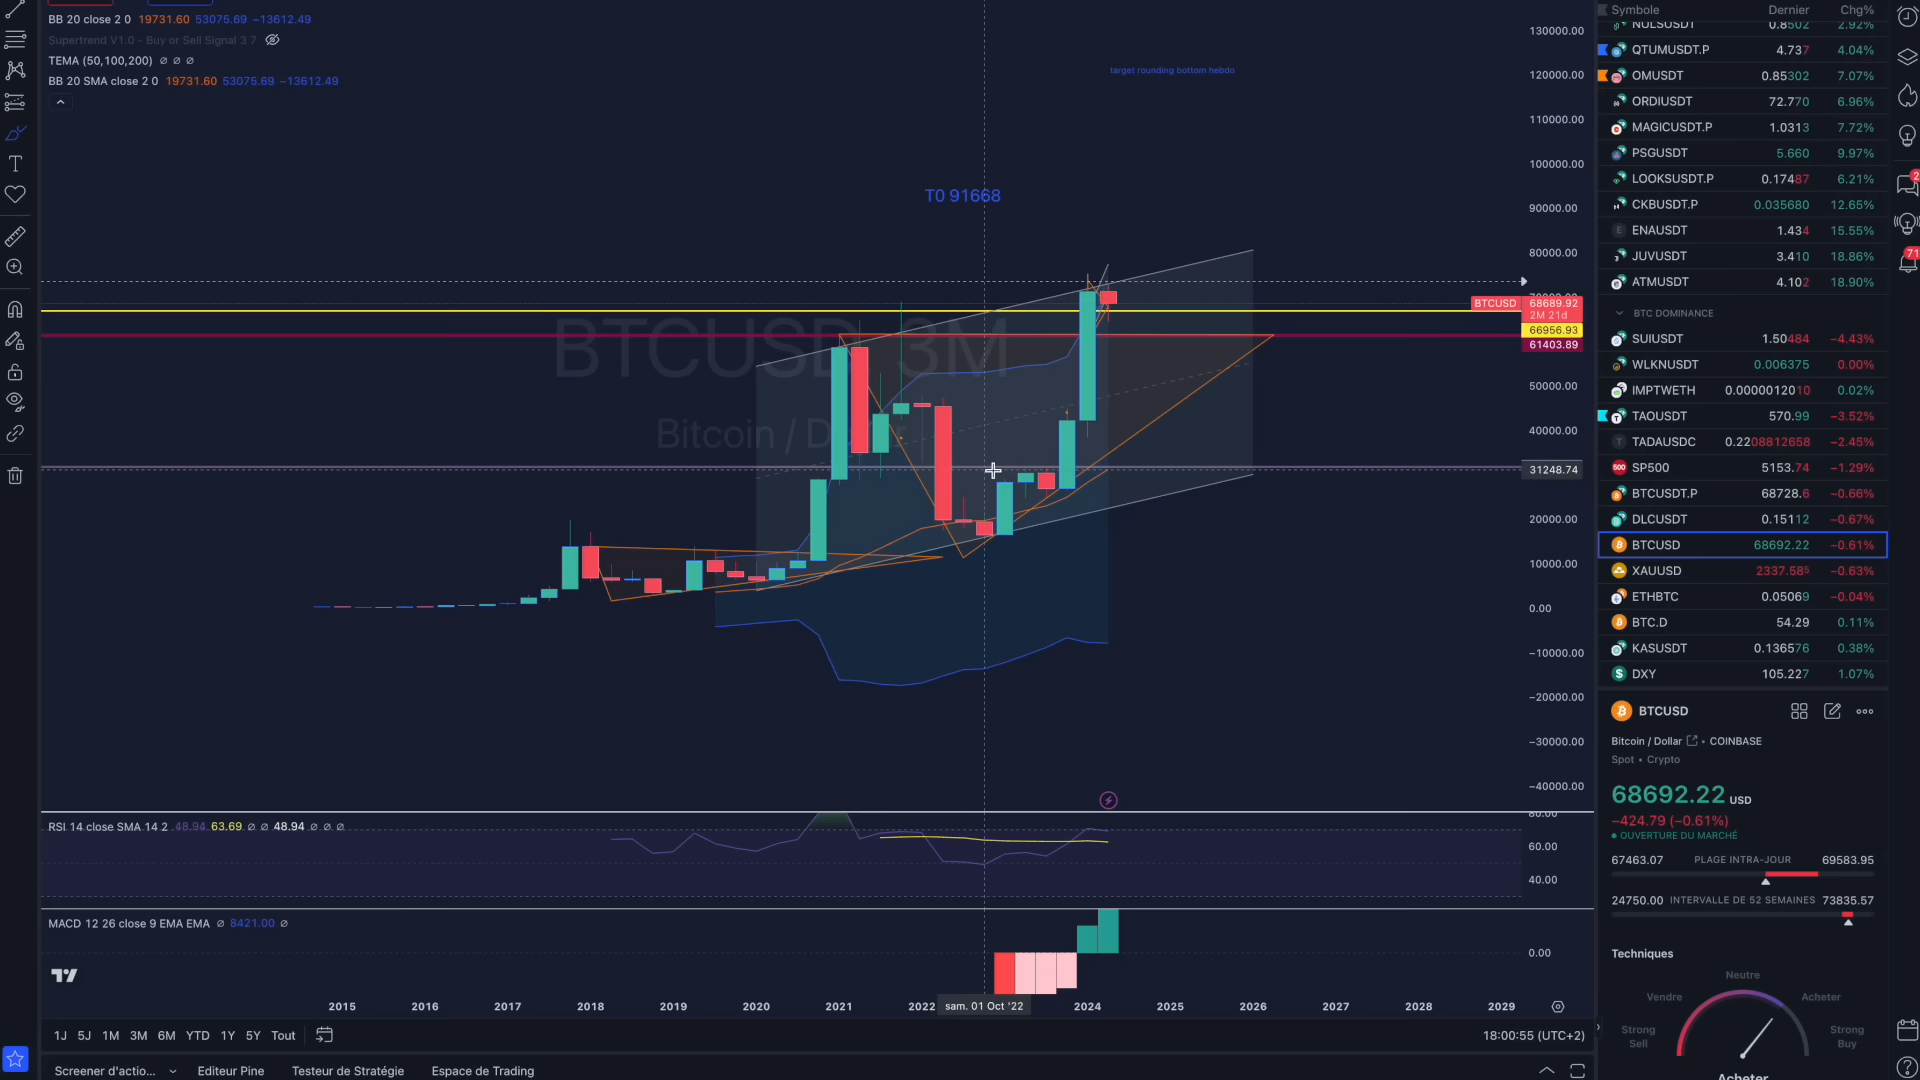 BB 20 close 2 0 19731.60 53075.69 −13612.49
Supertrend V1.0 - Buy or Sell Signal 3 7
TEMA (50,100,200) ∅ ∅ ∅
BB 20 SMA close 2 0 19731.60 53075.69 −13612.49
target rounding bottom hebdo
T0 91668
BTCUSD 3M
Bitcoin / D
130000.00
120000.00
110000.00
100000.00
90000.00
80000.00
BTCUSD 68689.92
2M 21d
66956.93
61403.89
50000.00
40000.00
31248.74
20000.00
10000.00
0.00
−10000.00
−20000.00
−30000.00
−40000.00
RSI 14 close SMA 14 2 48.94 63.69 ∅ ∅ 48.94 ∅ ∅ ∅
80.00
60.00
40.00
MACD 12 26 close 9 EMA EMA ∅ 8421.00 ∅
0.00
2015 2016 2017 2018 2019 2020 2021 2022 sam. 01 Oct '22 2024 2025 2026 2027 2028 2029
1J 5J 1M 3M 6M YTD 1Y 5Y Tout
18:00:55 (UTC+2)
Screener d'actio... Editeur Pine Testeur de Stratégie Espace de Trading
Symbole Dernier Chg%
NULSUSDT 0.8502 2.92%
QTUMUSDT.P 4.737 4.04%
OMUSDT 0.85302 7.07%
ORDIUSDT 72.770 6.96%
MAGICUSDT.P 1.0313 7.72%
PSGUSDT 5.660 9.97%
LOOKSUSDT.P 0.17487 6.21%
CKBUSDT.P 0.035680 12.65%
ENAUSDT 1.434 15.55%
JUVUSDT 3.410 18.86%
ATMUSDT 4.102 18.90%
BTC DOMINANCE
SUIUSDT 1.50484 −4.43%
WLKNUSDT 0.006375 0.00%
IMPTWETH 0.0000012010 0.02%
TAOUSDT 570.99 −3.52%
TADAUSDC 0.2208812658 −2.45%
500 SP500 5153.74 −1.29%
BTCUSDT.P 68728.6 −0.66%
DLCUSDT 0.15112 −0.67%
BTCUSD 68692.22 −0.61%
XAUUSD 2337.585 −0.63%
ETHBTC 0.05069 −0.04%
BTC.D 54.29 0.11%
KASUSDT 0.136576 0.38%
DXY 105.227 1.07%
BTCUSD
Bitcoin / Dollar • COINBASE
Spot • Crypto
68692.22 USD
−424.79 (−0.61%)
OUVERTURE DU MARCHÉ
67463.07 PLAGE INTRA-JOUR 69583.95
24750.00 INTERVALLE DE 52 SEMAINES 73835.57
Techniques
Neutre
Vendre Acheter
Strong Sell
Strong Buy
Acheter
2
71